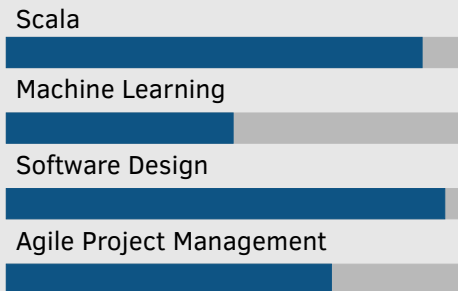 Scala
Machine Learning
Software Design
Agile Project Management